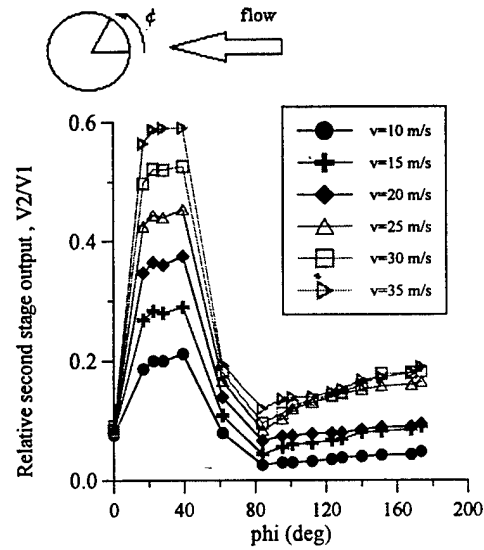 ¢
flow
0.6
v=10 m/s
v=15 m/s
v=20 m/s
v=25 m/s
v=30 m/s
v=35 m/s
0.4
0.2
0.0
Relative second stage output , V2/V1
0
40
80
120
160
200
phi (deg)